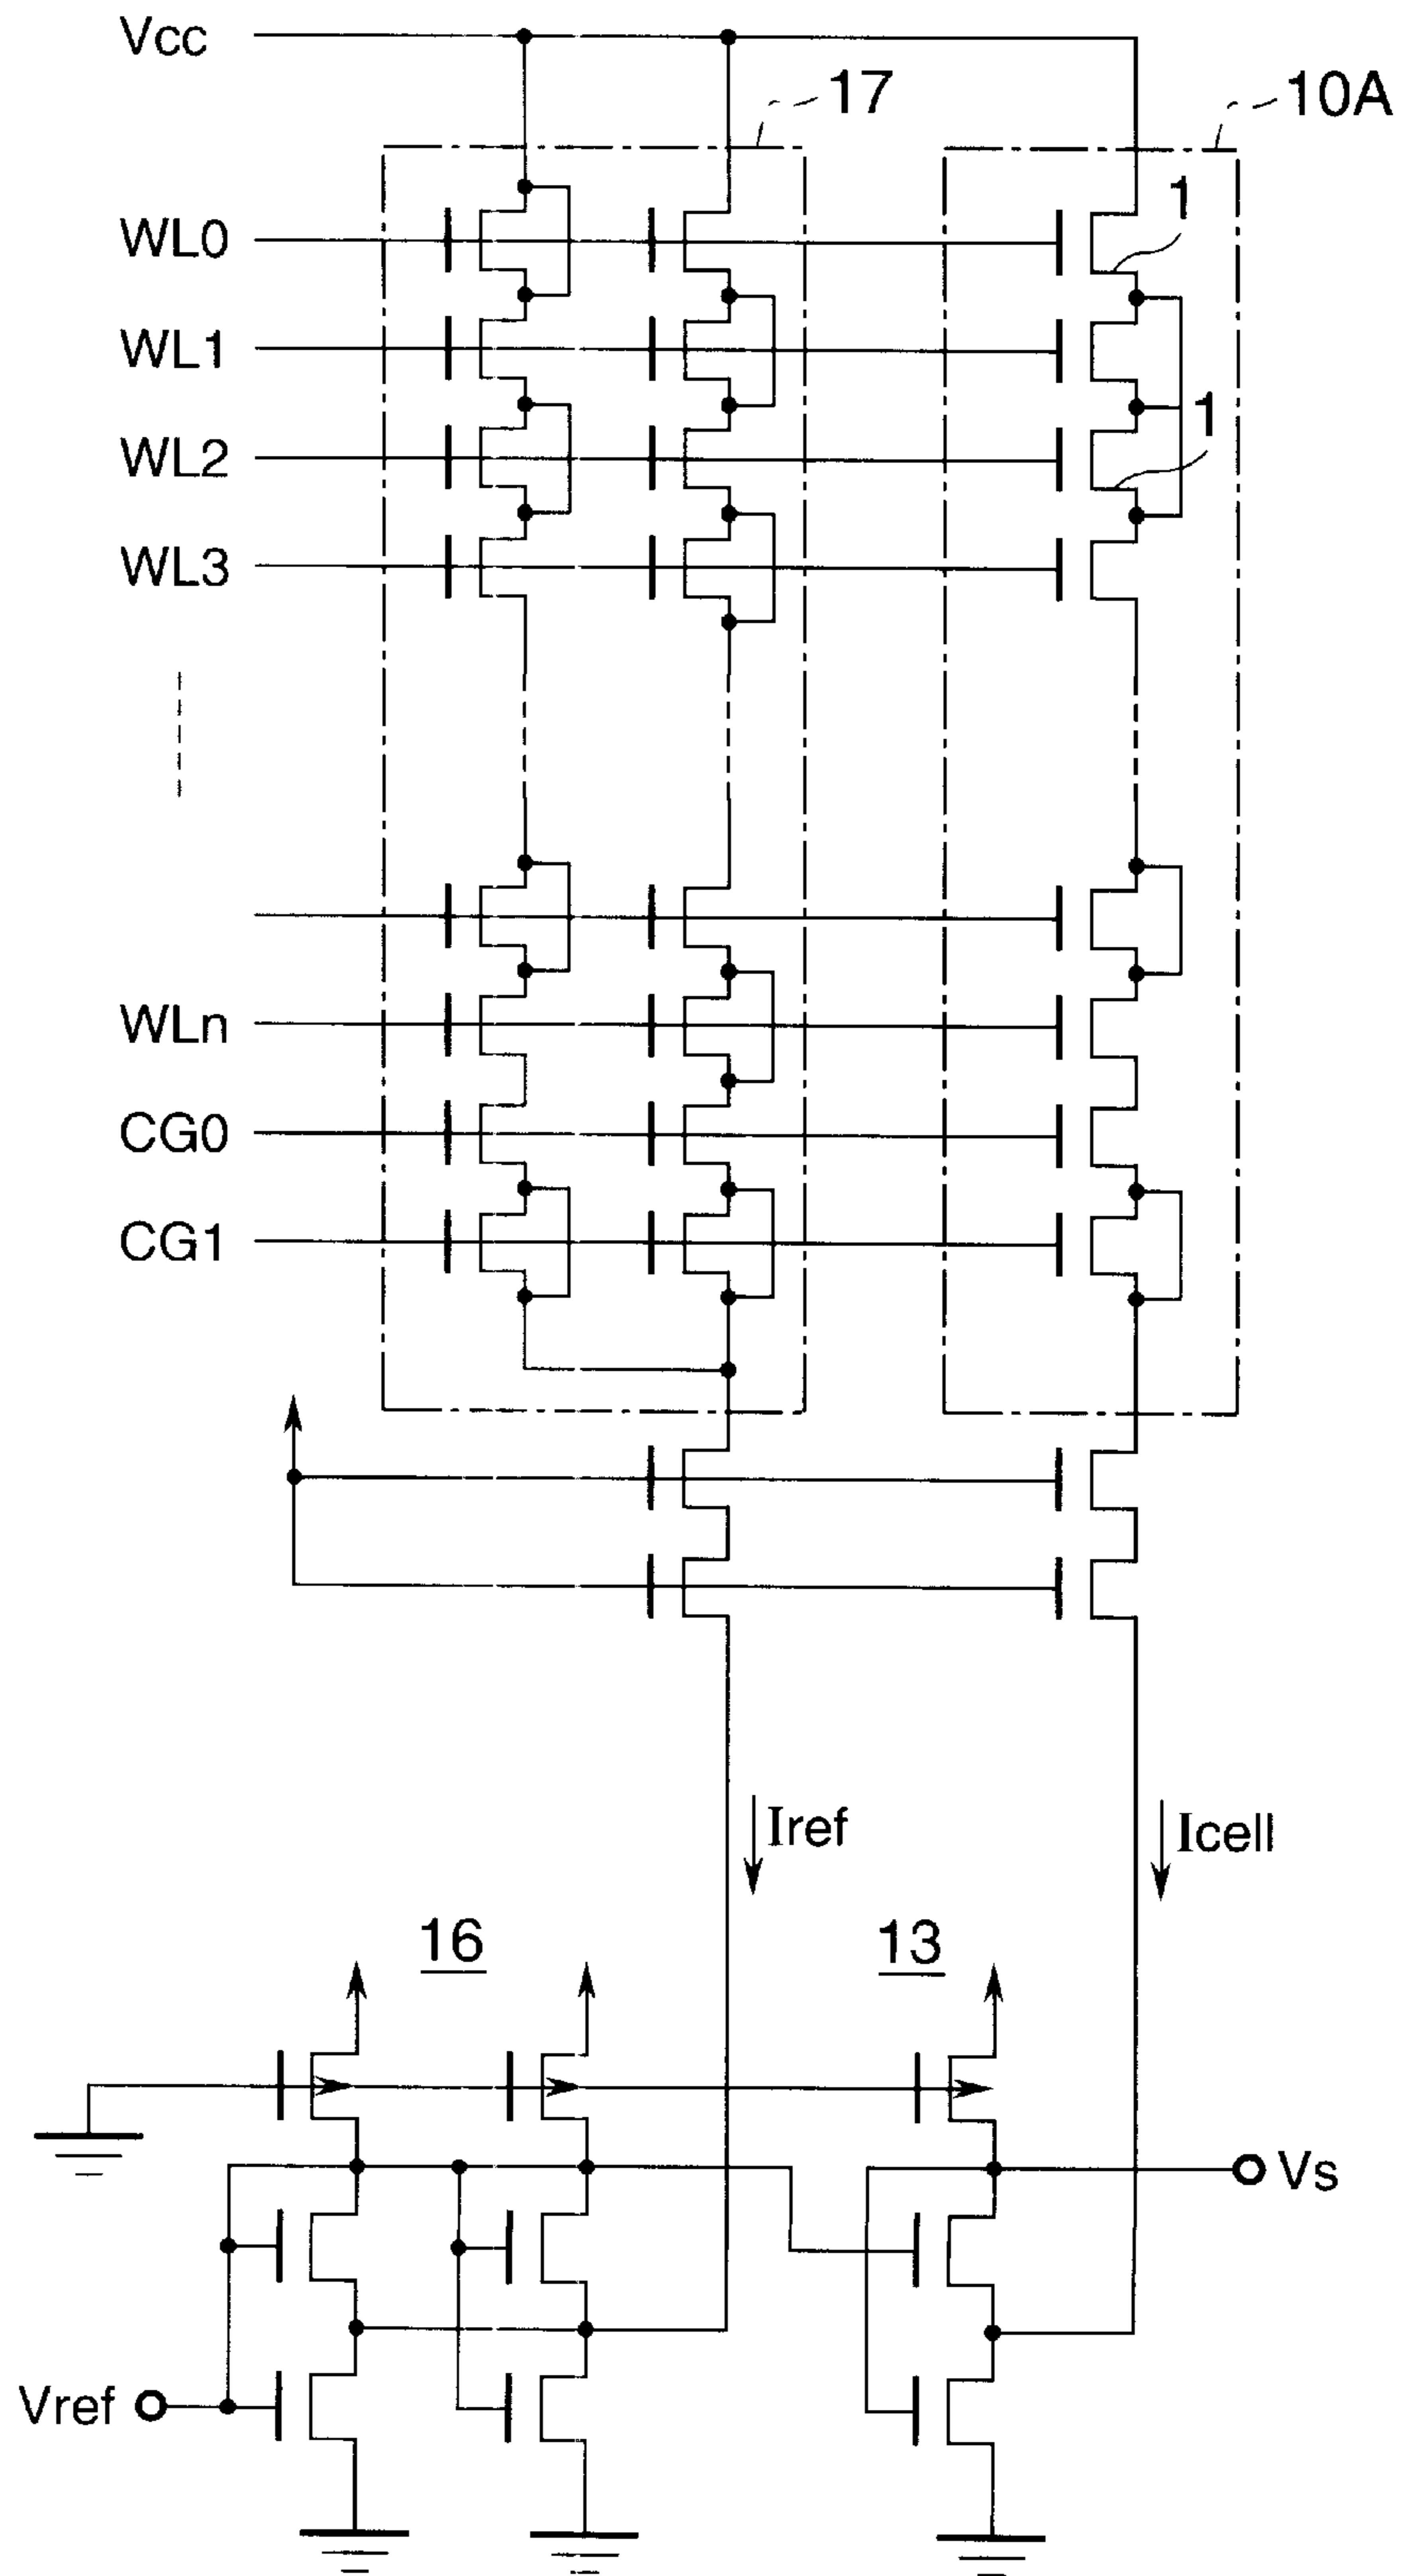 Vcc
17
10A
1
WL0
WL1
1
WL2
WL3
WLn
CG0
CG1
Iref
Icell
16
13
Vs
Vref